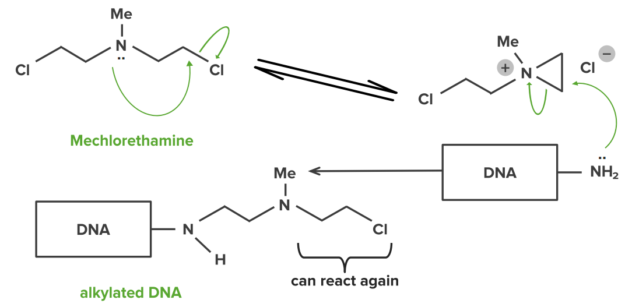 Me
N
Cl
Cl
Mechlorethamine
Me
+
N
Cl
Cl
−
DNA
NH₂
Me
N
Cl
DNA
N
H
can react again
alkylated DNA